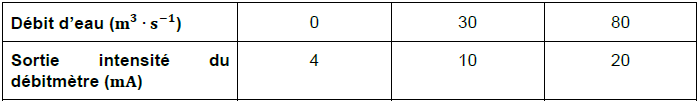 Débit d’eau (m³ · s⁻¹) 0 30 80
Sortie intensité du
débitmètre (mA) 4 10 20